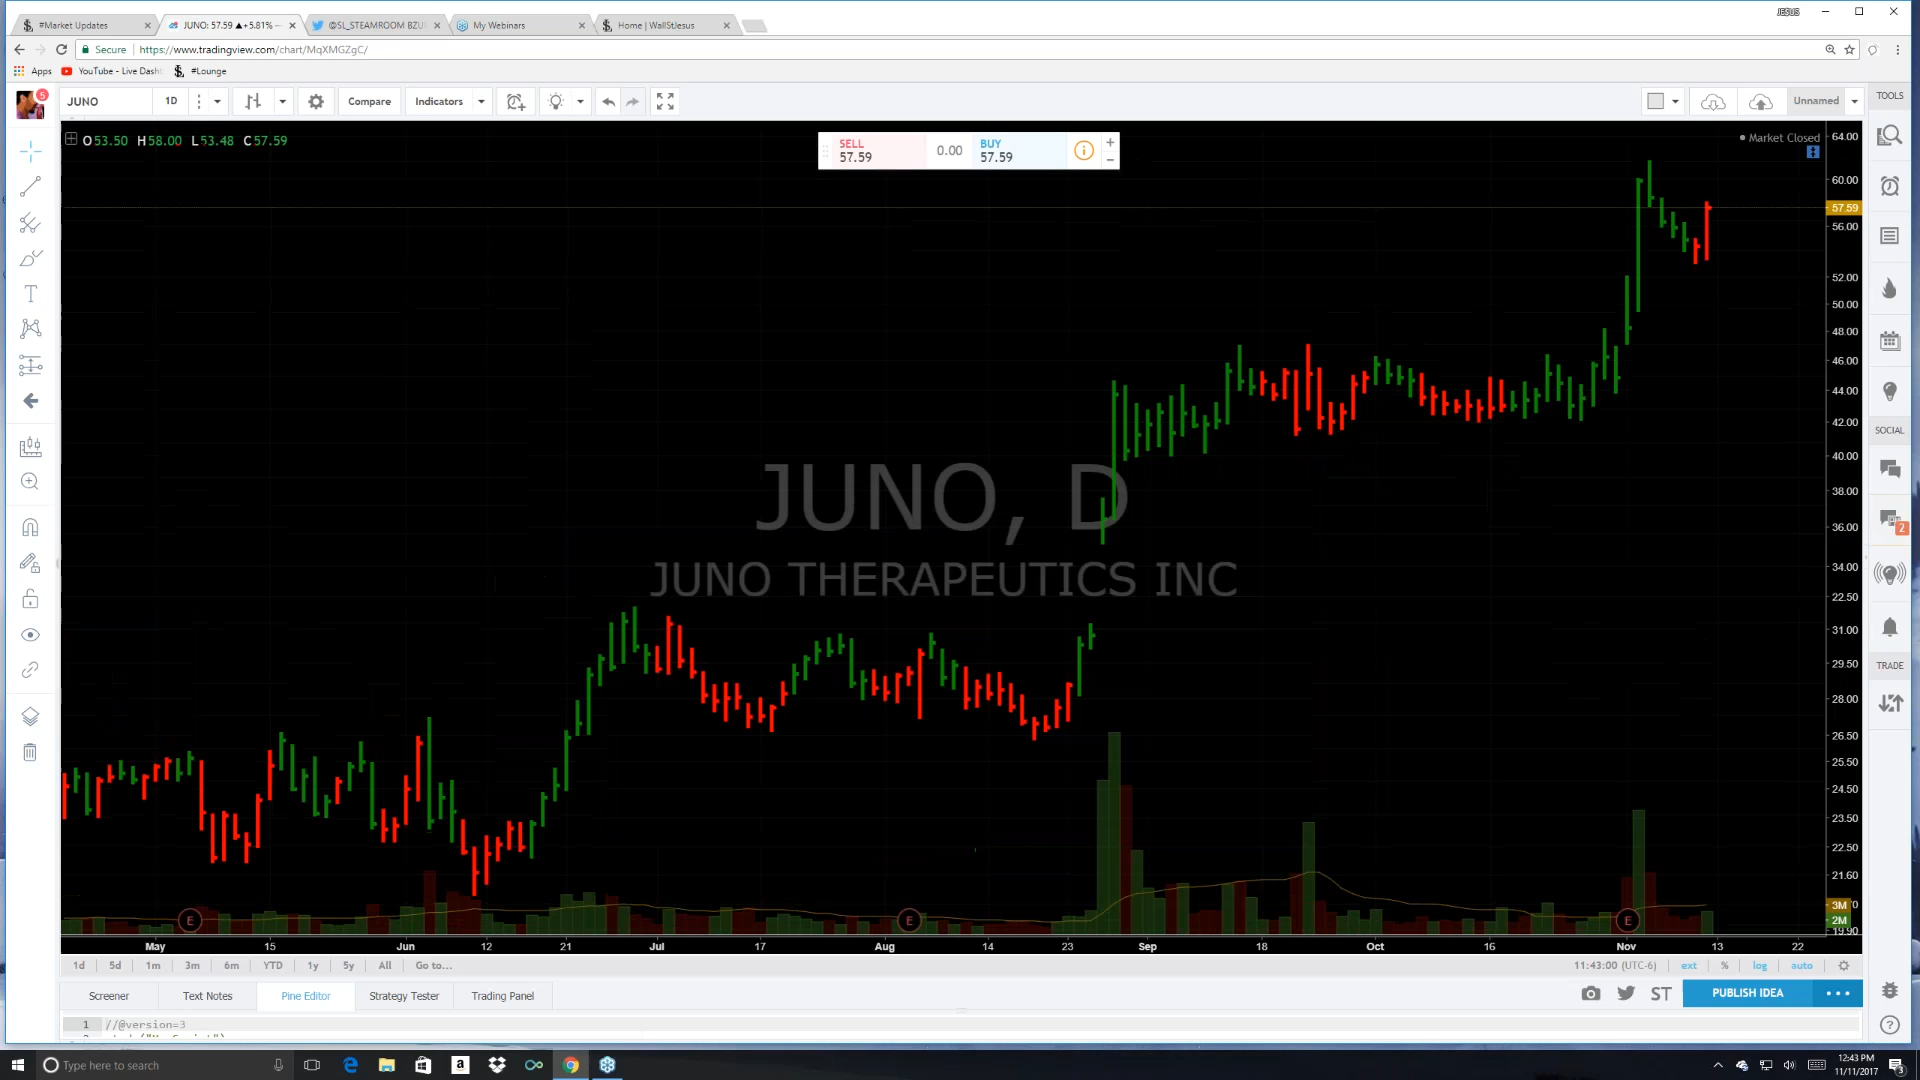 JESUS
#Market Updates
JUNO: 57.59 ▲+5.81% —
@SL_STEAMROOM BZU
My Webinars
Home | WallStJesus
Secure
https://www.tradingview.com/chart/MqXMGZgC/
Apps
YouTube - Live Dash
#Lounge
5
JUNO
1D
Compare
Indicators
Unnamed
TOOLS
O53.50 H58.00 L53.48 C57.59
SELL
57.59
0.00
BUY
57.59
Market Closed
64.00
60.00
57.59
56.00
52.00
50.00
48.00
46.00
44.00
42.00
40.00
38.00
36.00
34.00
22.50
31.00
29.50
28.00
26.50
25.50
24.50
23.50
22.50
21.60
3M
2M
19.90
JUNO, D
JUNO THERAPEUTICS INC
SOCIAL
2
TRADE
E
E
E
May 15 Jun 12 21 Jul 17 Aug 14 23 Sep 18 Oct 16 Nov 13 22
1d 5d 1m 3m 6m YTD 1y 5y All Go to...
11:43:00 (UTC-6) ext % log auto
Screener Text Notes Pine Editor Strategy Tester Trading Panel
ST
PUBLISH IDEA
1 //@version=3
Type here to search
12:43 PM
11/11/2017
3